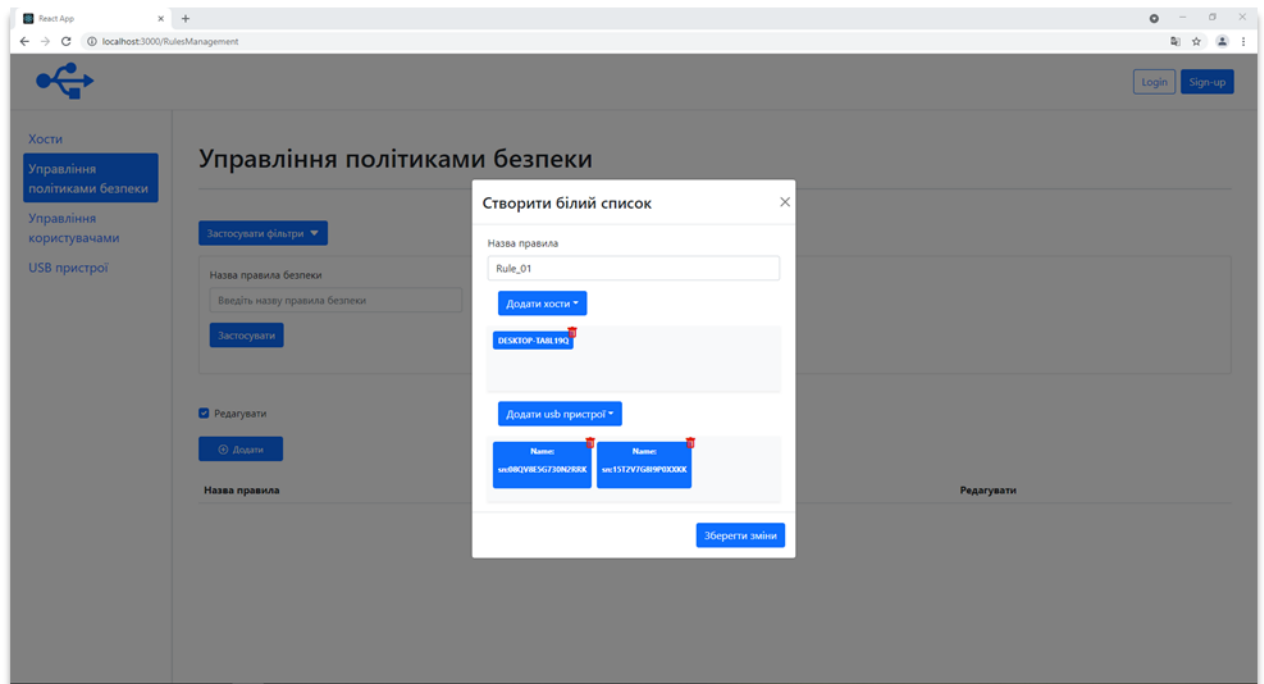 React App
localhost:3000/RulesManagement
Login
Sign-up
Хости
Управління
політиками безпеки
Управління
користувачами
USB пристрої
Управління політиками безпеки
Застосувати фільтри
Назва правила безпеки
Введіть назву правила безпеки
Застосувати
Редагувати
Додати
Назва правила
Редагувати
Створити білий список
Назва правила
Rule_01
Додати хости
DESKTOP-TA8L19Q
Додати usb пристрої
Name:
Name:
Зберегти зміни